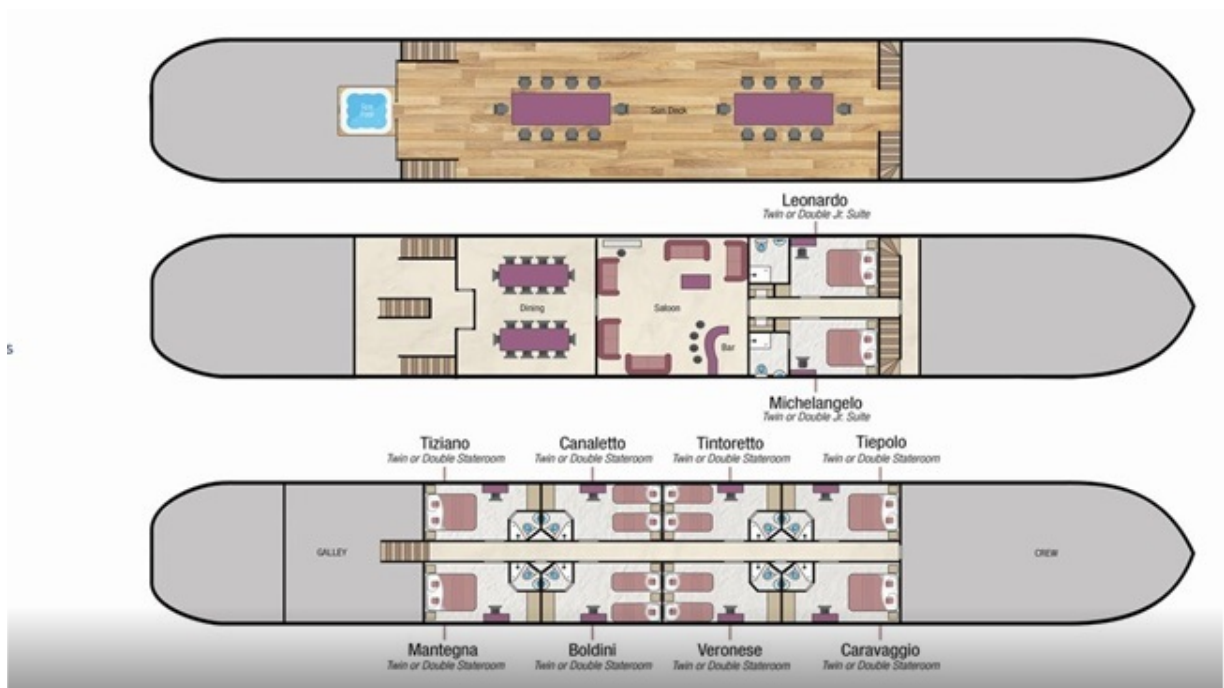 Spa
Pool
Sun Deck
Leonardo
Twin or Double Jr. Suite
Dining
Saloon
Bar
s
Michelangelo
Twin or Double Jr. Suite
Tiziano
Twin or Double Stateroom
Canaletto
Twin or Double Stateroom
Tintoretto
Twin or Double Stateroom
Tiepolo
Twin or Double Stateroom
GALLEY
CREW
Mantegna
Twin or Double Stateroom
Boldini
Twin or Double Stateroom
Veronese
Twin or Double Stateroom
Caravaggio
Twin or Double Stateroom